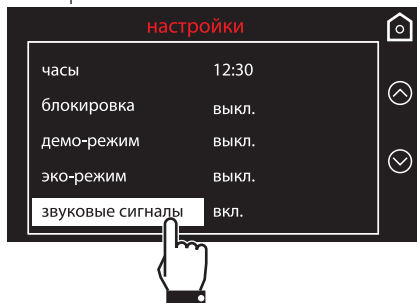 настройки
часы 12:30
блокировка выкл.
демо-режим выкл.
эко-режим выкл.
звуковые сигналы вкл.